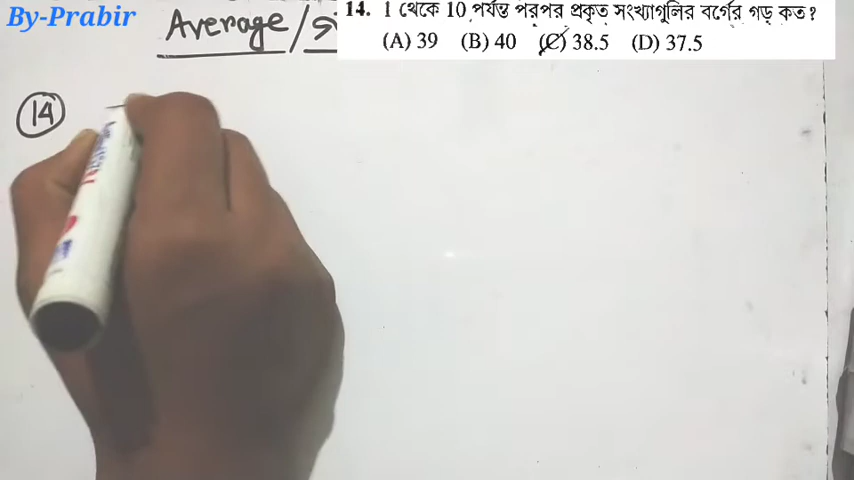 By-Prabir
Average/
14. 1 থেকে 10 পর্যন্ত পরপর প্রকৃত সংখ্যাগুলির বর্গের গড় কত?
(A) 39 (B) 40 (C) 38.5 (D) 37.5
14